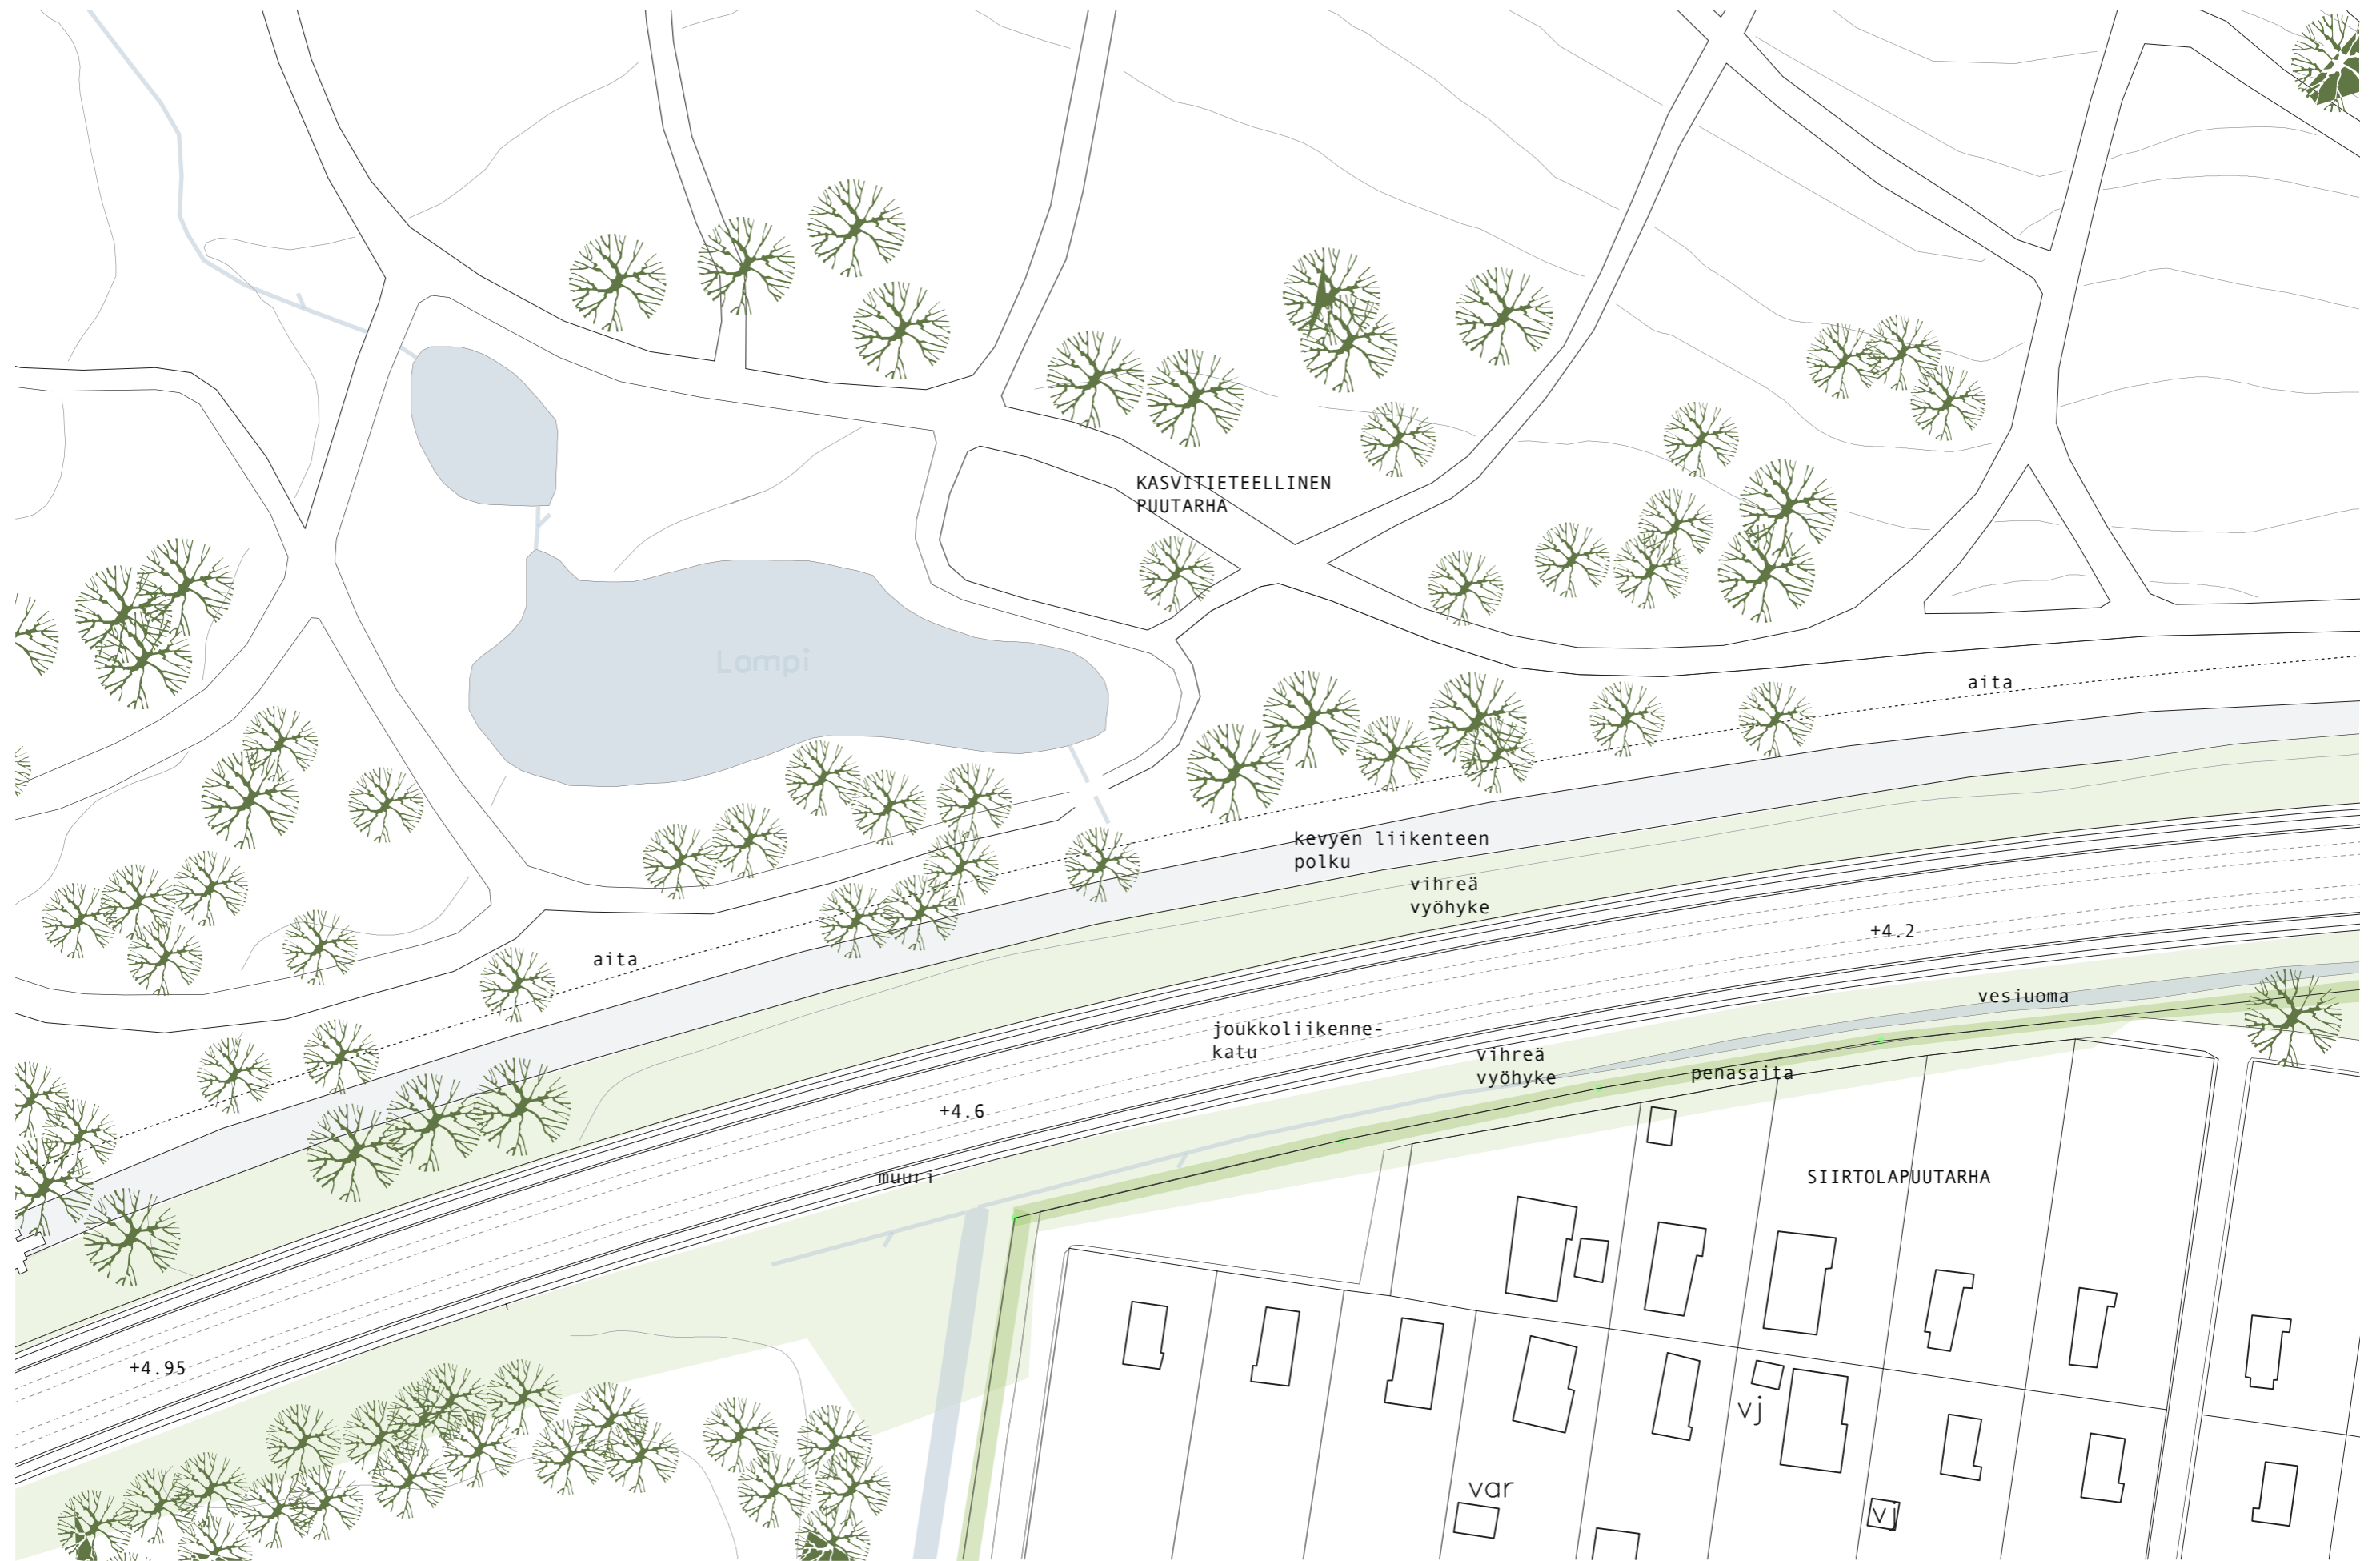 KASVITIETEELLINEN
PUUTARHA
Lampi
aita
kevyen liikenteen
polku
vihreä
vyöhyke
+4.2
aita
vesiuoma
joukkoliikenne-
katu
vihreä
vyöhyke
penasaita
+4.6
muuri
SIIRTOLAPUUTARHA
+4.95
vj
var
vj